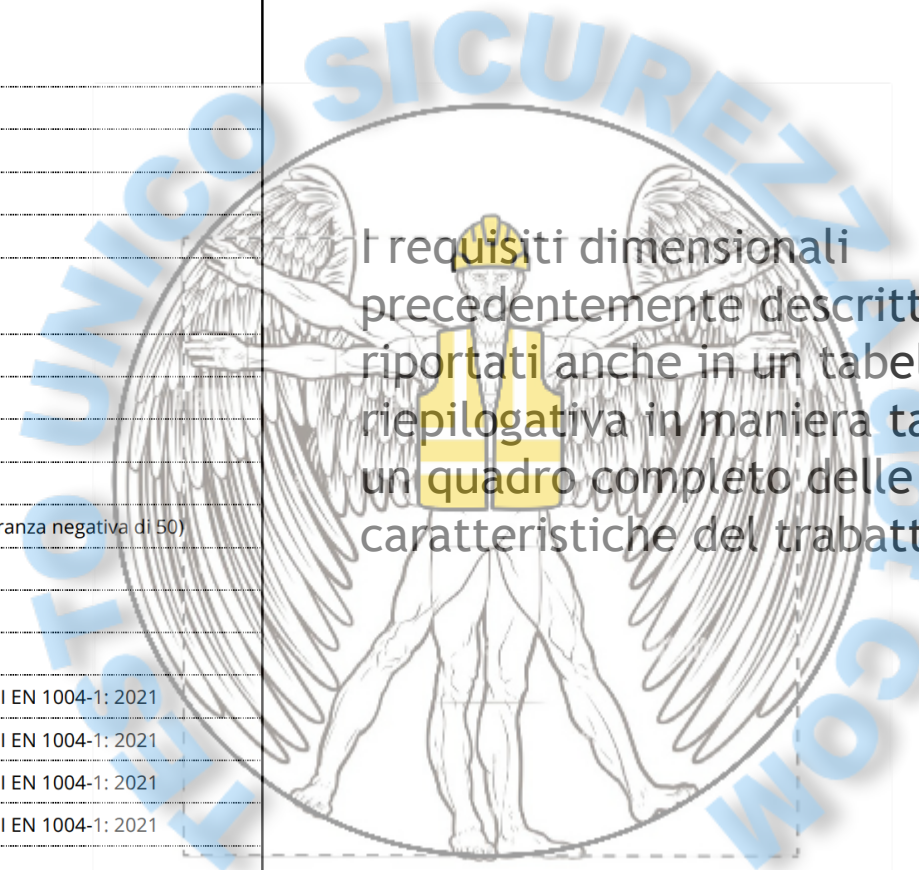 TESTO UNICO SICUREZZA
COM
I requisiti dimensionali
precedentemente descritt
riportati anche in un tabel
riepilogativa in maniera ta
un quadro completo delle
caratteristiche del trabatt
ranza negativa di 50)
I EN 1004-1: 2021
I EN 1004-1: 2021
I EN 1004-1: 2021
I EN 1004-1: 2021